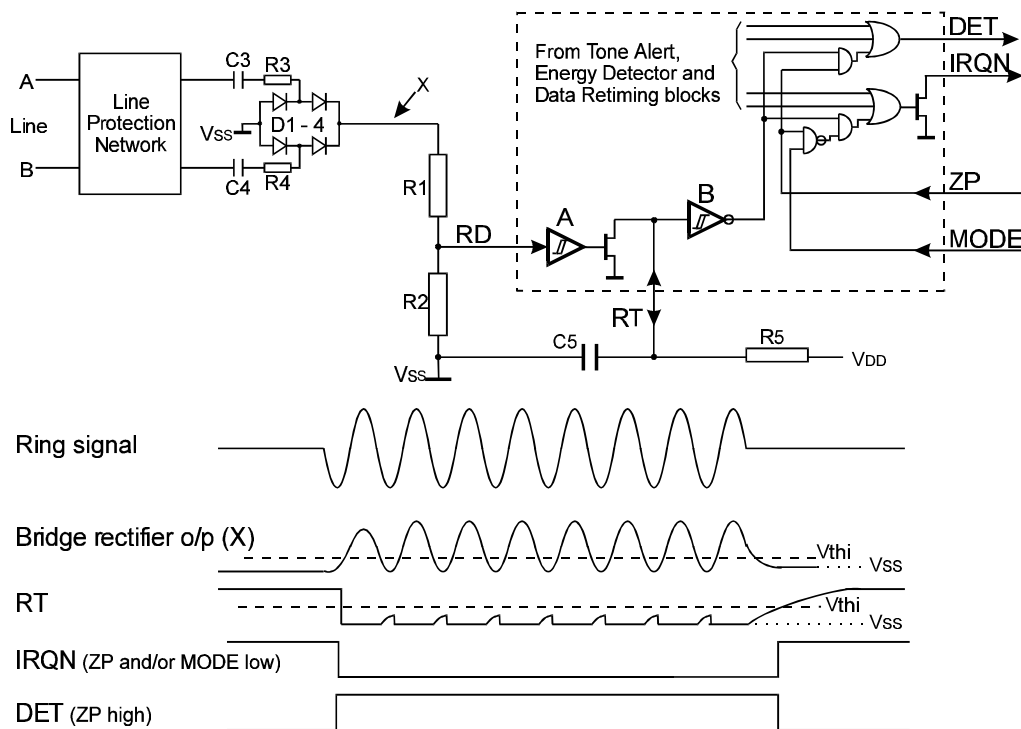 DET
IRQN
From Tone Alert,
Energy Detector and
Data Retiming blocks
A
Line
B
Line
Protection
Network
C3
R3
VSS
D1 - 4
C4
R4
X
R1
RD
R2
VSS
A
B
ZP
MODE
RT
C5
R5
VDD
Ring signal
Bridge rectifier o/p (X)
Vthi
VSS
RT
Vthi
VSS
IRQN (ZP and/or MODE low)
DET (ZP high)